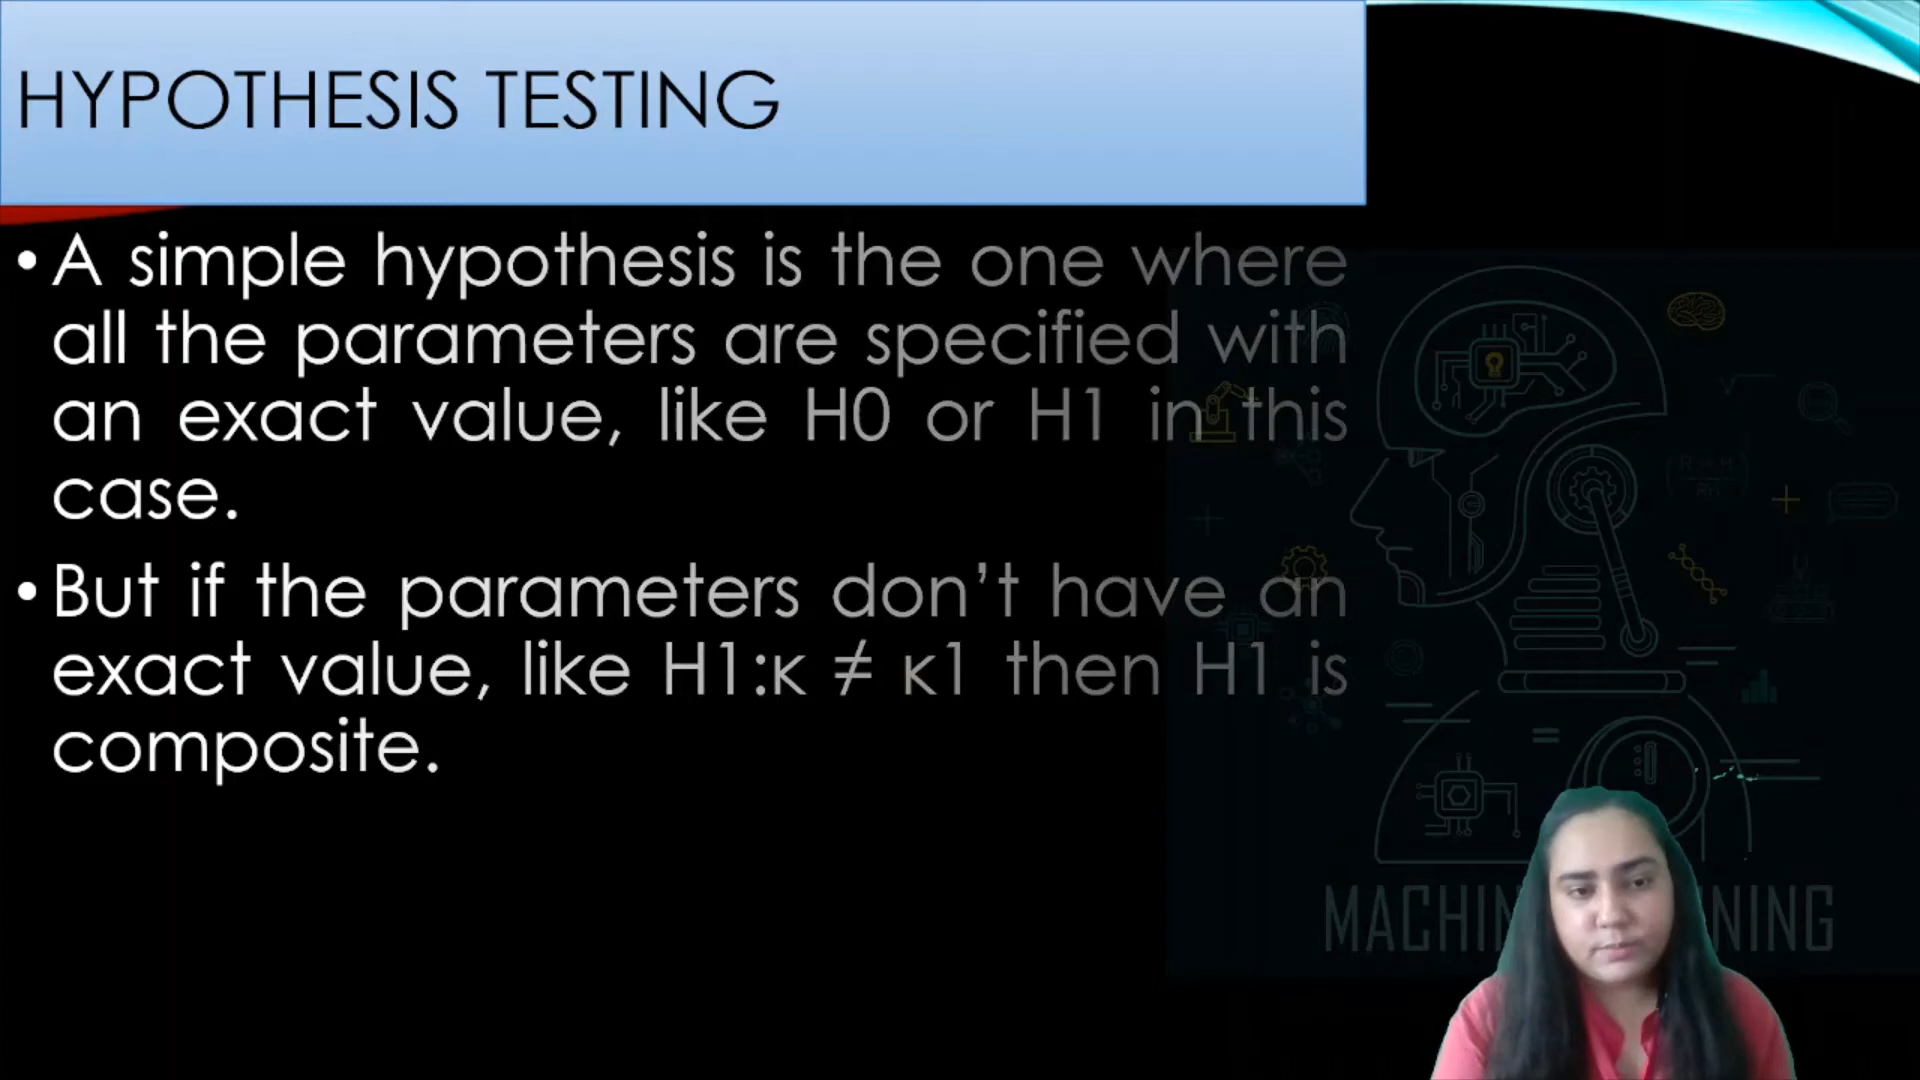 HYPOTHESIS TESTING
• A simple hypothesis is the one where
all the parameters are specified with
an exact value, like H0 or H1 in this
case.
• But if the parameters don’t have an
exact value, like H1:κ ≠ κ1 then H1 is
composite.
MACHIN NING